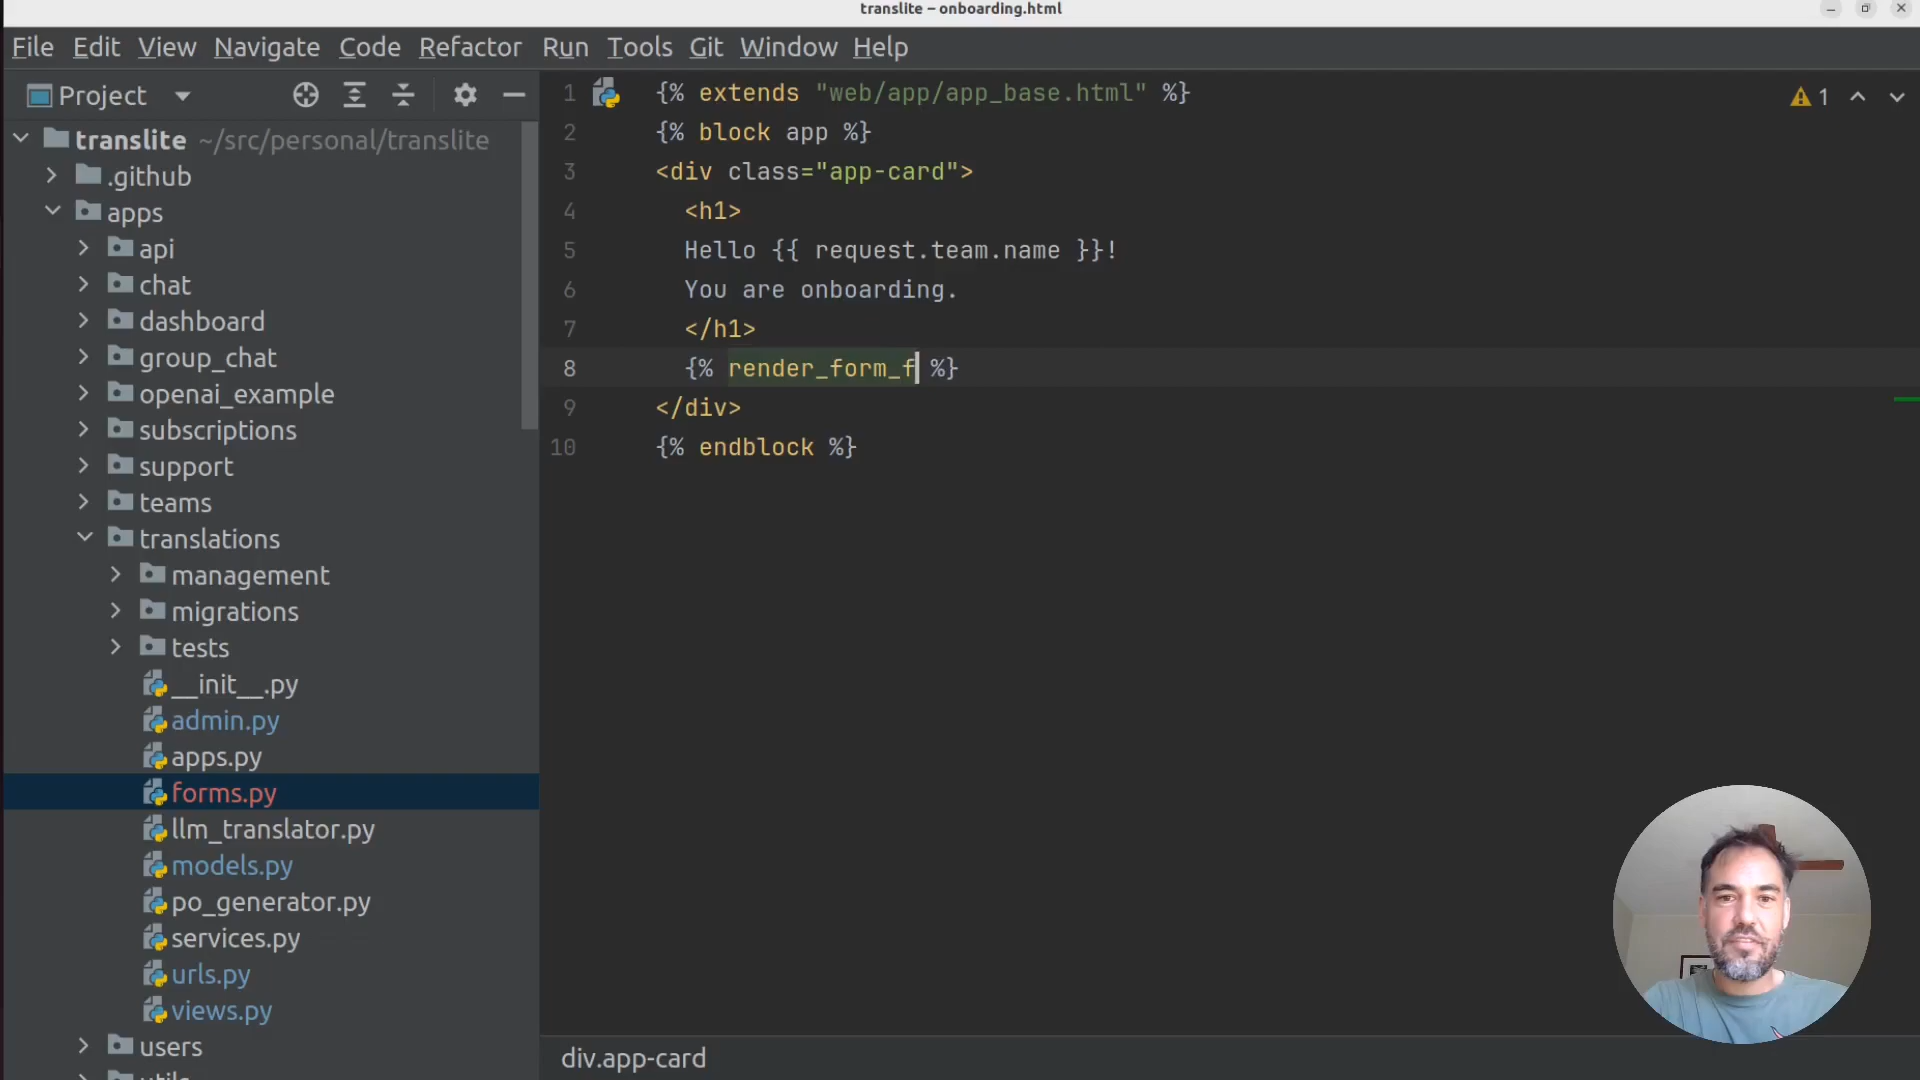 translite – onboarding.html
File Edit View Navigate Code Refactor Run Tools Git Window Help
Project
translite ~/src/personal/translite
.github
apps
api
chat
dashboard
group_chat
openai_example
subscriptions
support
teams
translations
management
migrations
tests
__init__.py
admin.py
apps.py
forms.py
llm_translator.py
models.py
po_generator.py
services.py
urls.py
views.py
users
1 {% extends "web/app/app_base.html" %}
2 {% block app %}
3 <div class="app-card">
4 <h1>
5 Hello {{ request.team.name }}!
6 You are onboarding.
7 </h1>
8 {% render_form_f %}
9 </div>
10 {% endblock %}
1
div.app-card